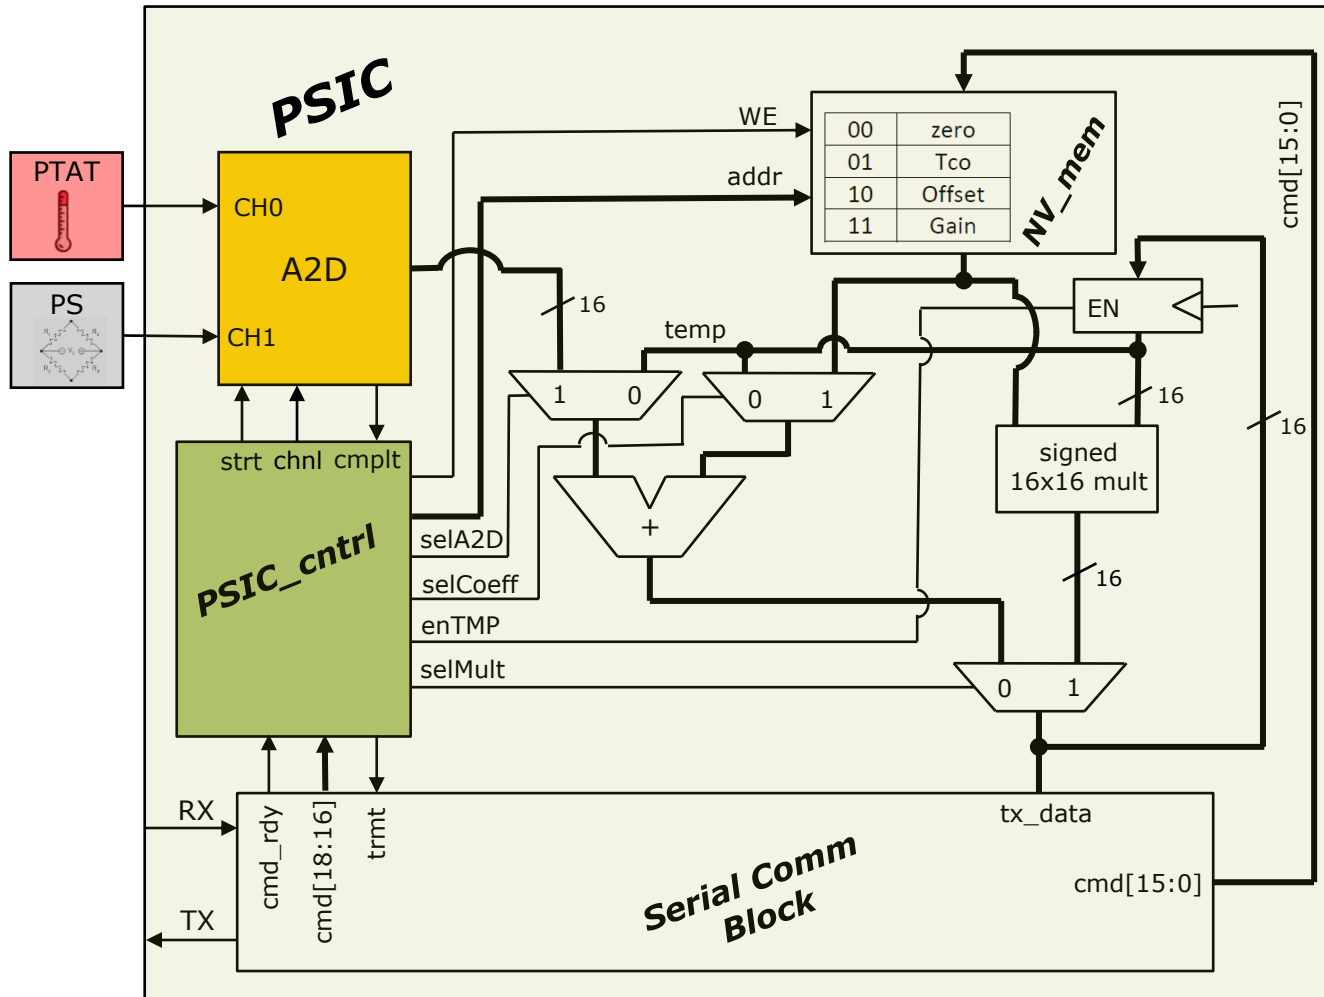 PSIC
PTAT
PS
CH0
A2D
CH1
strt
chnl
cmplt
PSIC_cntrl
WE
addr
00 zero
01 Tco
10 Offset
11 Gain
NV_mem
cmd[15:0]
EN
16
temp
1 0
0 1
16
16
signed
16x16 mult
+
16
selA2D
selCoeff
enTMP
selMult
0 1
RX
TX
cmd_rdy
cmd[18:16]
trmt
tx_data
cmd[15:0]
Serial Comm
Block